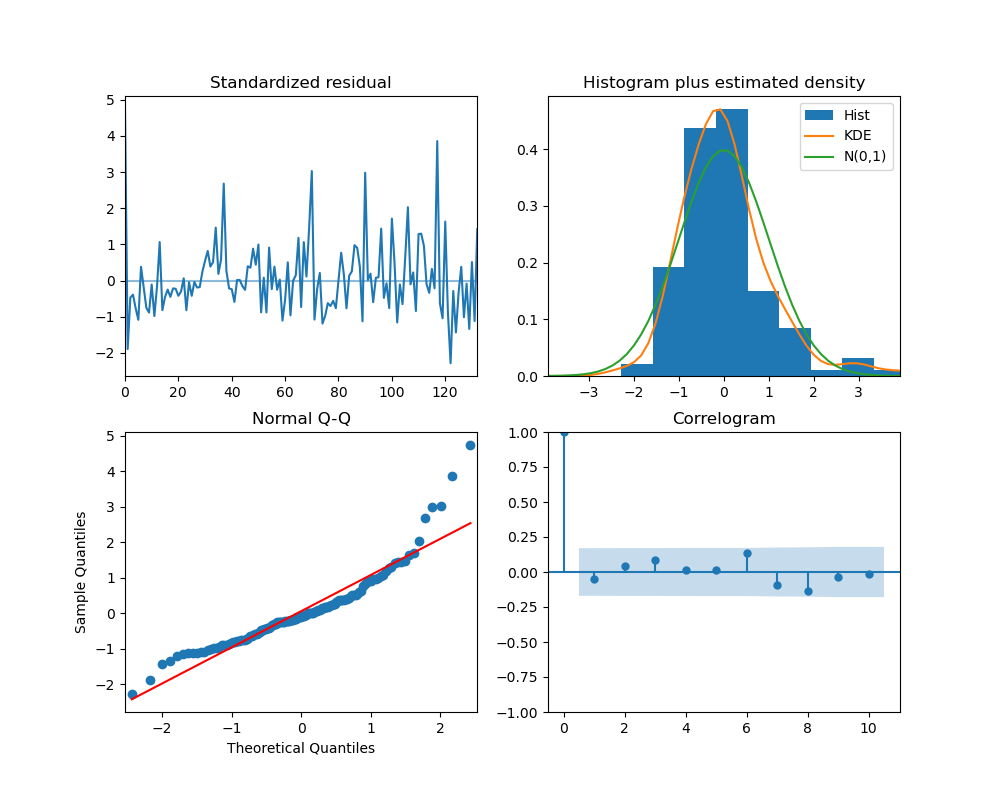 Standardized residual
5
4
3
2
1
0
−1
−2
0 20 40 60 80 100 120
Histogram plus estimated density
Hist
KDE
N(0,1)
0.4
0.3
0.2
0.1
0.0
−3 −2 −1 0 1 2 3
Normal Q-Q
Sample Quantiles
5
4
3
2
1
0
−1
−2
−2 −1 0 1 2
Theoretical Quantiles
Correlogram
1.00
0.75
0.50
0.25
0.00
−0.25
−0.50
−0.75
−1.00
0 2 4 6 8 10